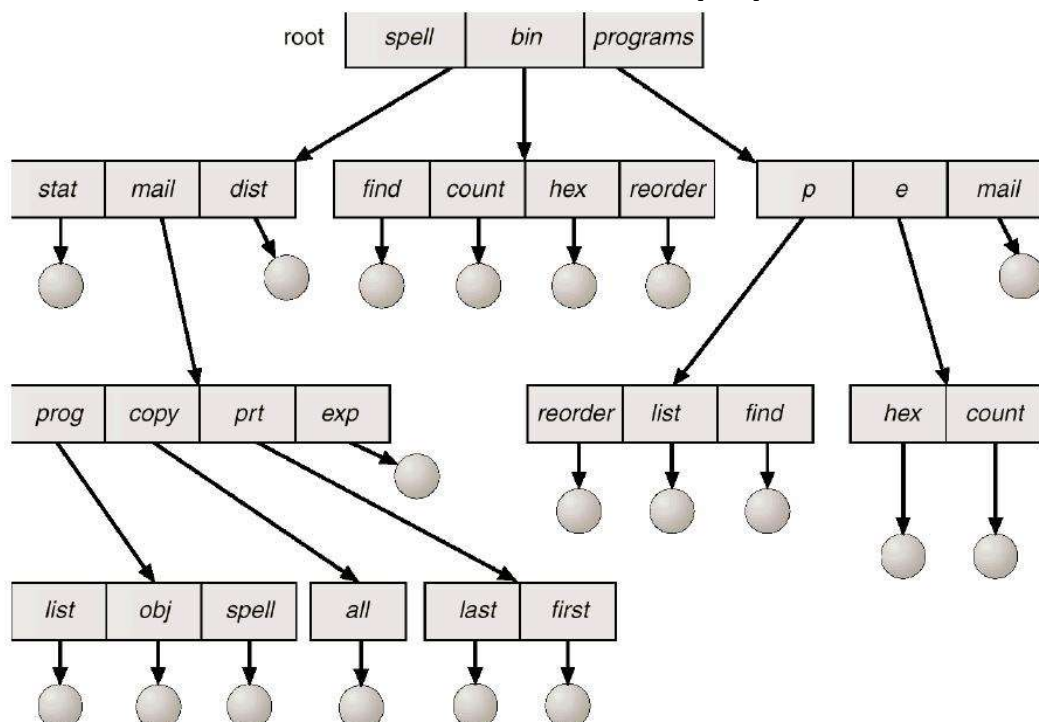 root spell bin programs
stat mail dist find count hex reorder p e mail
prog copy prt exp reorder list find hex count
list obj spell all last first